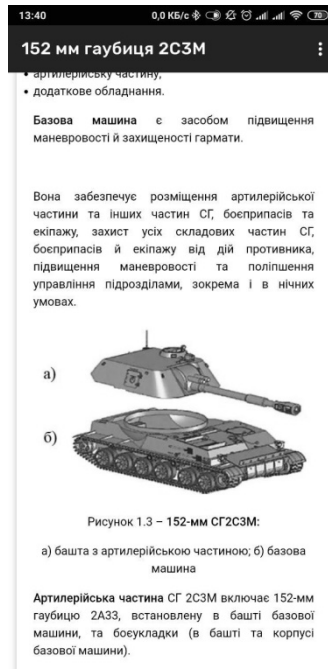 13:40
0,0 КБ/с
70
152 мм гаубиця 2С3М
• артилерійську частину;
• додаткове обладнання.
Базова машина є засобом підвищення
маневровості й захищеності гармати.
Вона забезпечує розміщення артилерійської
частини та інших частин СГ, боєприпасів та
екіпажу, захист усіх складових частин СГ,
боєприпасів й екіпажу від дій противника,
підвищення маневровості та поліпшення
управління підрозділами, зокрема і в нічних
умовах.
а)
б)
Рисунок 1.3 – 152-мм СГ2С3М:
а) башта з артилерійською частиною; б) базова
машина
Артилерійська частина СГ 2С3М включає 152-мм
гаубицю 2А33, встановлену в башті базової
машини, та боєукладки (в башті та корпусі
базової машини).